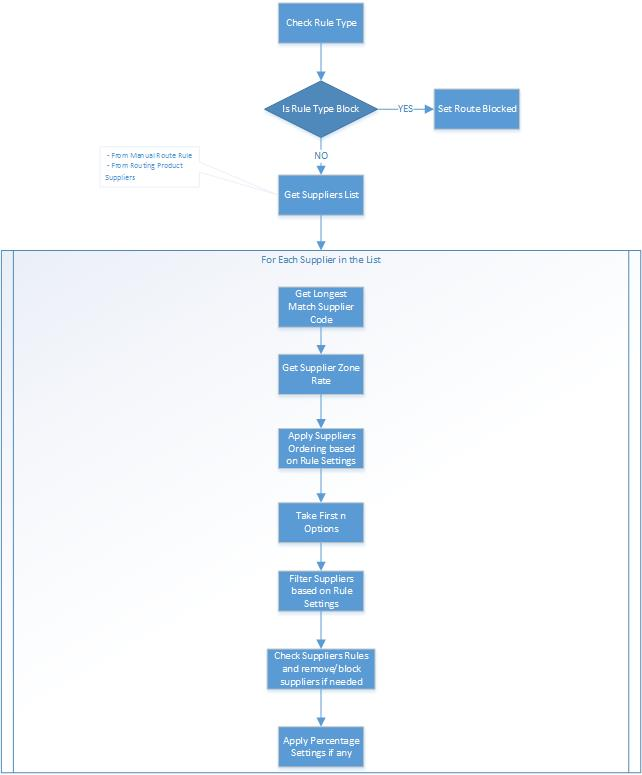 Check Rule Type
Is Rule Type Block
YES
Set Route Blocked
NO
- From Manual Route Rule
- From Routing Product
Suppliers
Get Suppliers List
For Each Supplier in the List
Get Longest
Match Supplier
Code
Get Supplier Zone
Rate
Apply Suppliers
Ordering based
on Rule Settings
Take First n
Options
Filter Suppliers
based on Rule
Settings
Check Suppliers Rules
and remove/block
suppliers if needed
Apply Percentage
Settings if any